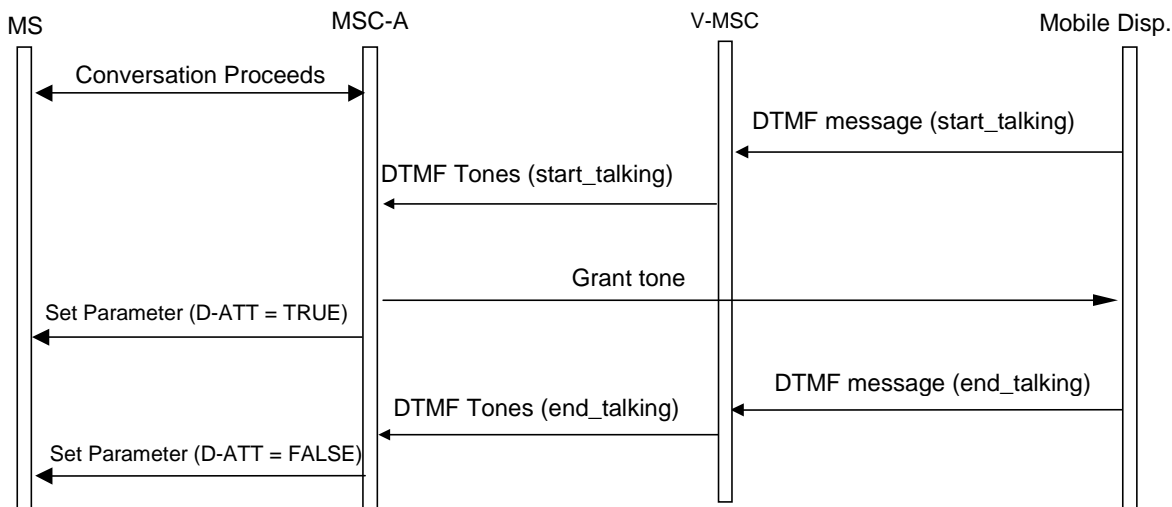 MS
MSC-A
V-MSC
Mobile Disp.
Conversation Proceeds
DTMF message (start_talking)
DTMF Tones (start_talking)
Grant tone
Set Parameter (D-ATT = TRUE)
DTMF message (end_talking)
DTMF Tones (end_talking)
Set Parameter (D-ATT = FALSE)